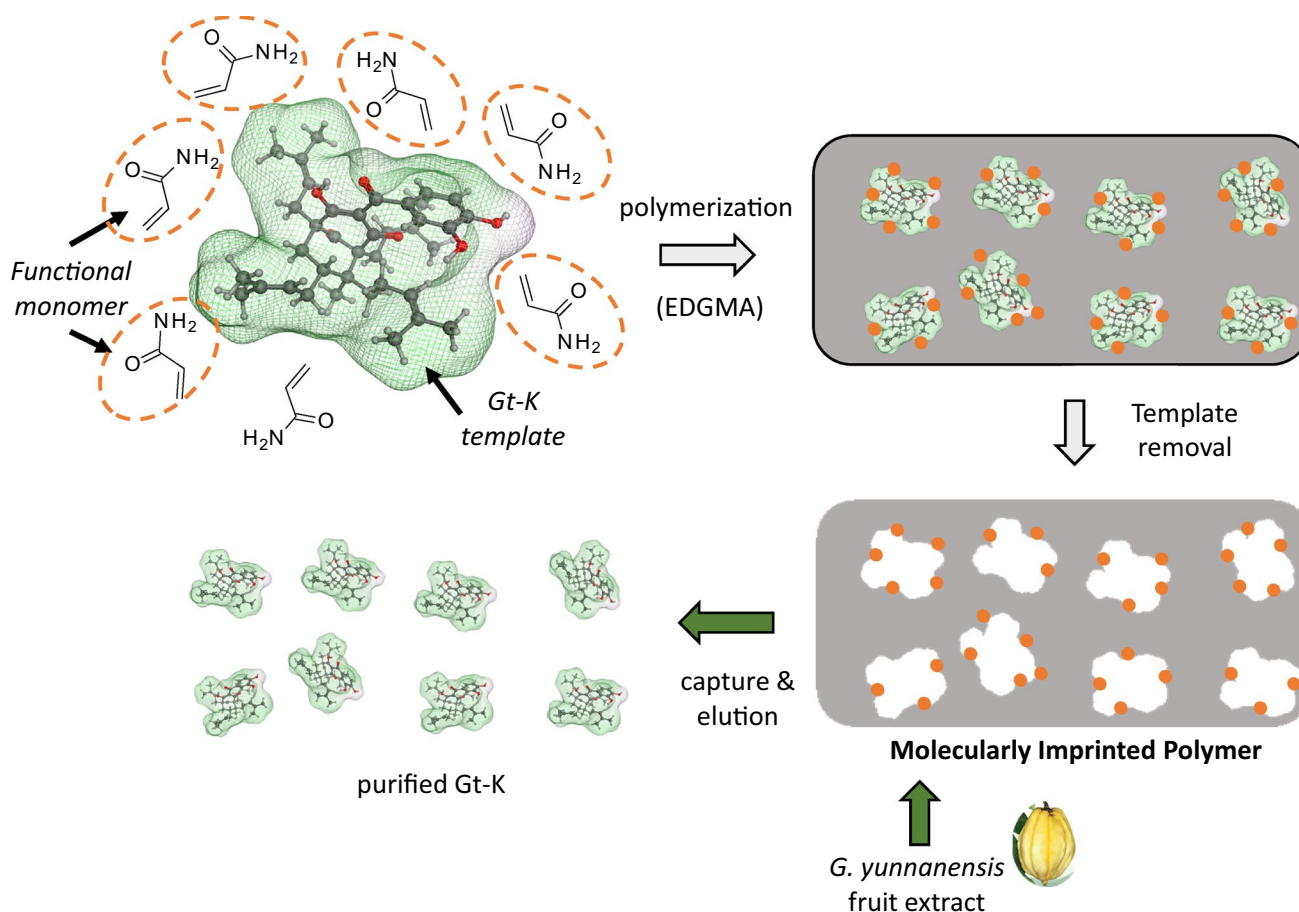 O
NH2
H2N
O
O
NH2
O
NH2
Functional
monomer
NH2
O
O
NH2
H2N
O
Gt-K
template
polymerization
(EDGMA)
Template
removal
capture &
elution
purified Gt-K
Molecularly Imprinted Polymer
G. yunnanensis
fruit extract